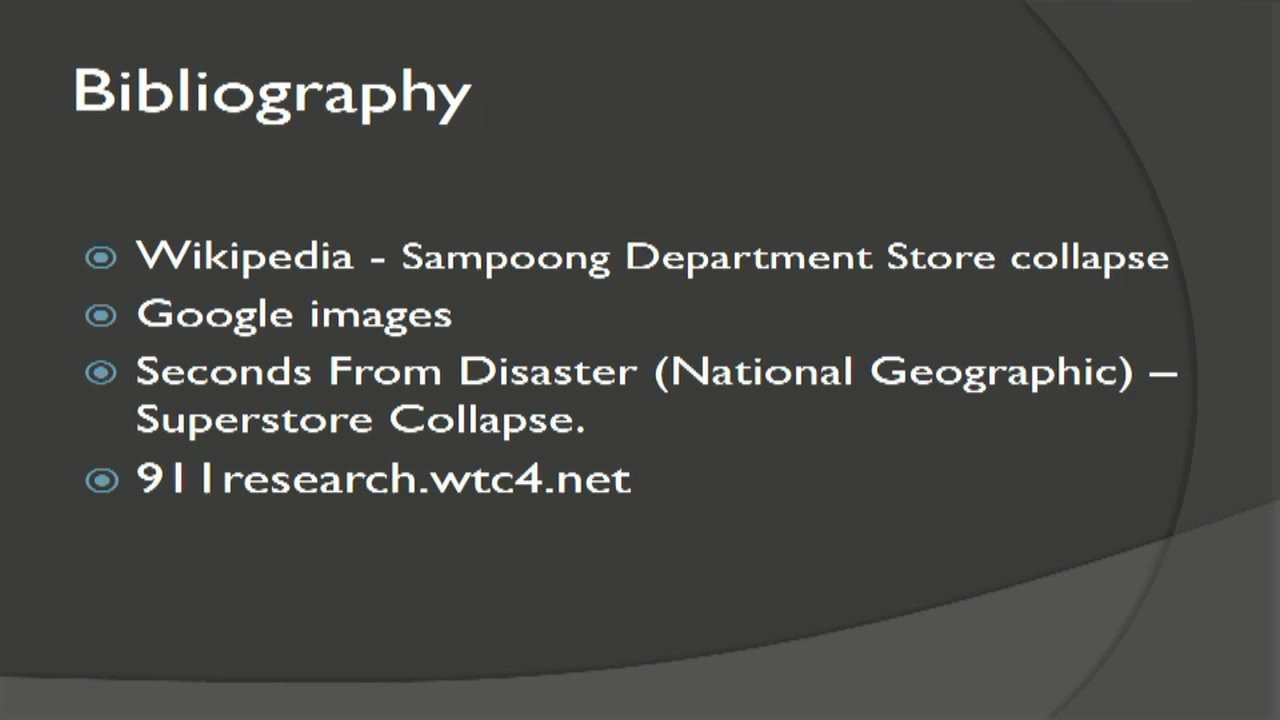 Bibliography
Wikipedia - Sampoong Department Store collapse
Google images
Seconds From Disaster (National Geographic) –
Superstore Collapse.
911research.wtc4.net